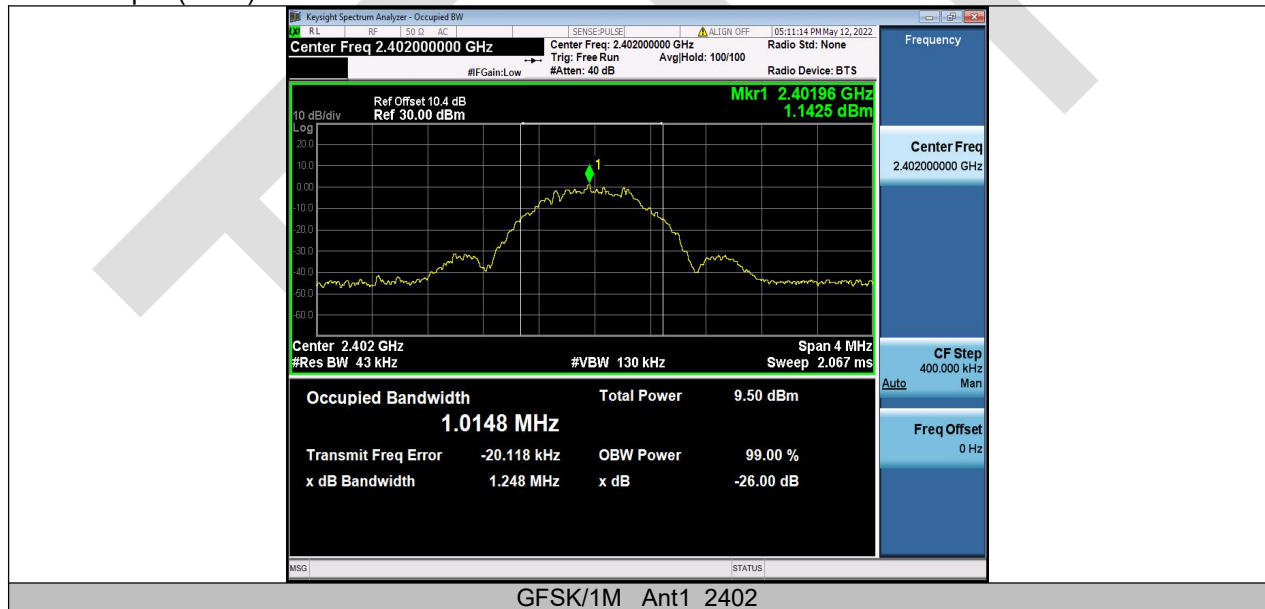 Keysight Spectrum Analyzer - Occupied BW
RL RF 50 Ω AC SENSE:PULSE ALIGN OFF 05:11:14 PM May 12, 2022
Center Freq 2.402000000 GHz Center Freq: 2.402000000 GHz Radio Std: None Frequency
Trig: Free Run Avg|Hold: 100/100
#IFGain:Low #Atten: 40 dB Radio Device: BTS
Mkr1 2.40196 GHz
Ref Offset 10.4 dB 1.1425 dBm
10 dB/div Ref 30.00 dBm
Log
20.0
10.0
0.00
-10.0
-20.0
-30.0
-40.0
-50.0
-60.0
1
Center Freq
2.402000000 GHz
Center 2.402 GHz Span 4 MHz
#Res BW 43 kHz #VBW 130 kHz Sweep 2.067 ms
CF Step
400.000 kHz
Auto Man
Occupied Bandwidth Total Power 9.50 dBm
1.0148 MHz
Transmit Freq Error -20.118 kHz OBW Power 99.00 %
x dB Bandwidth 1.248 MHz x dB -26.00 dB
Freq Offset
0 Hz
MSG STATUS
GFSK/1M Ant1 2402